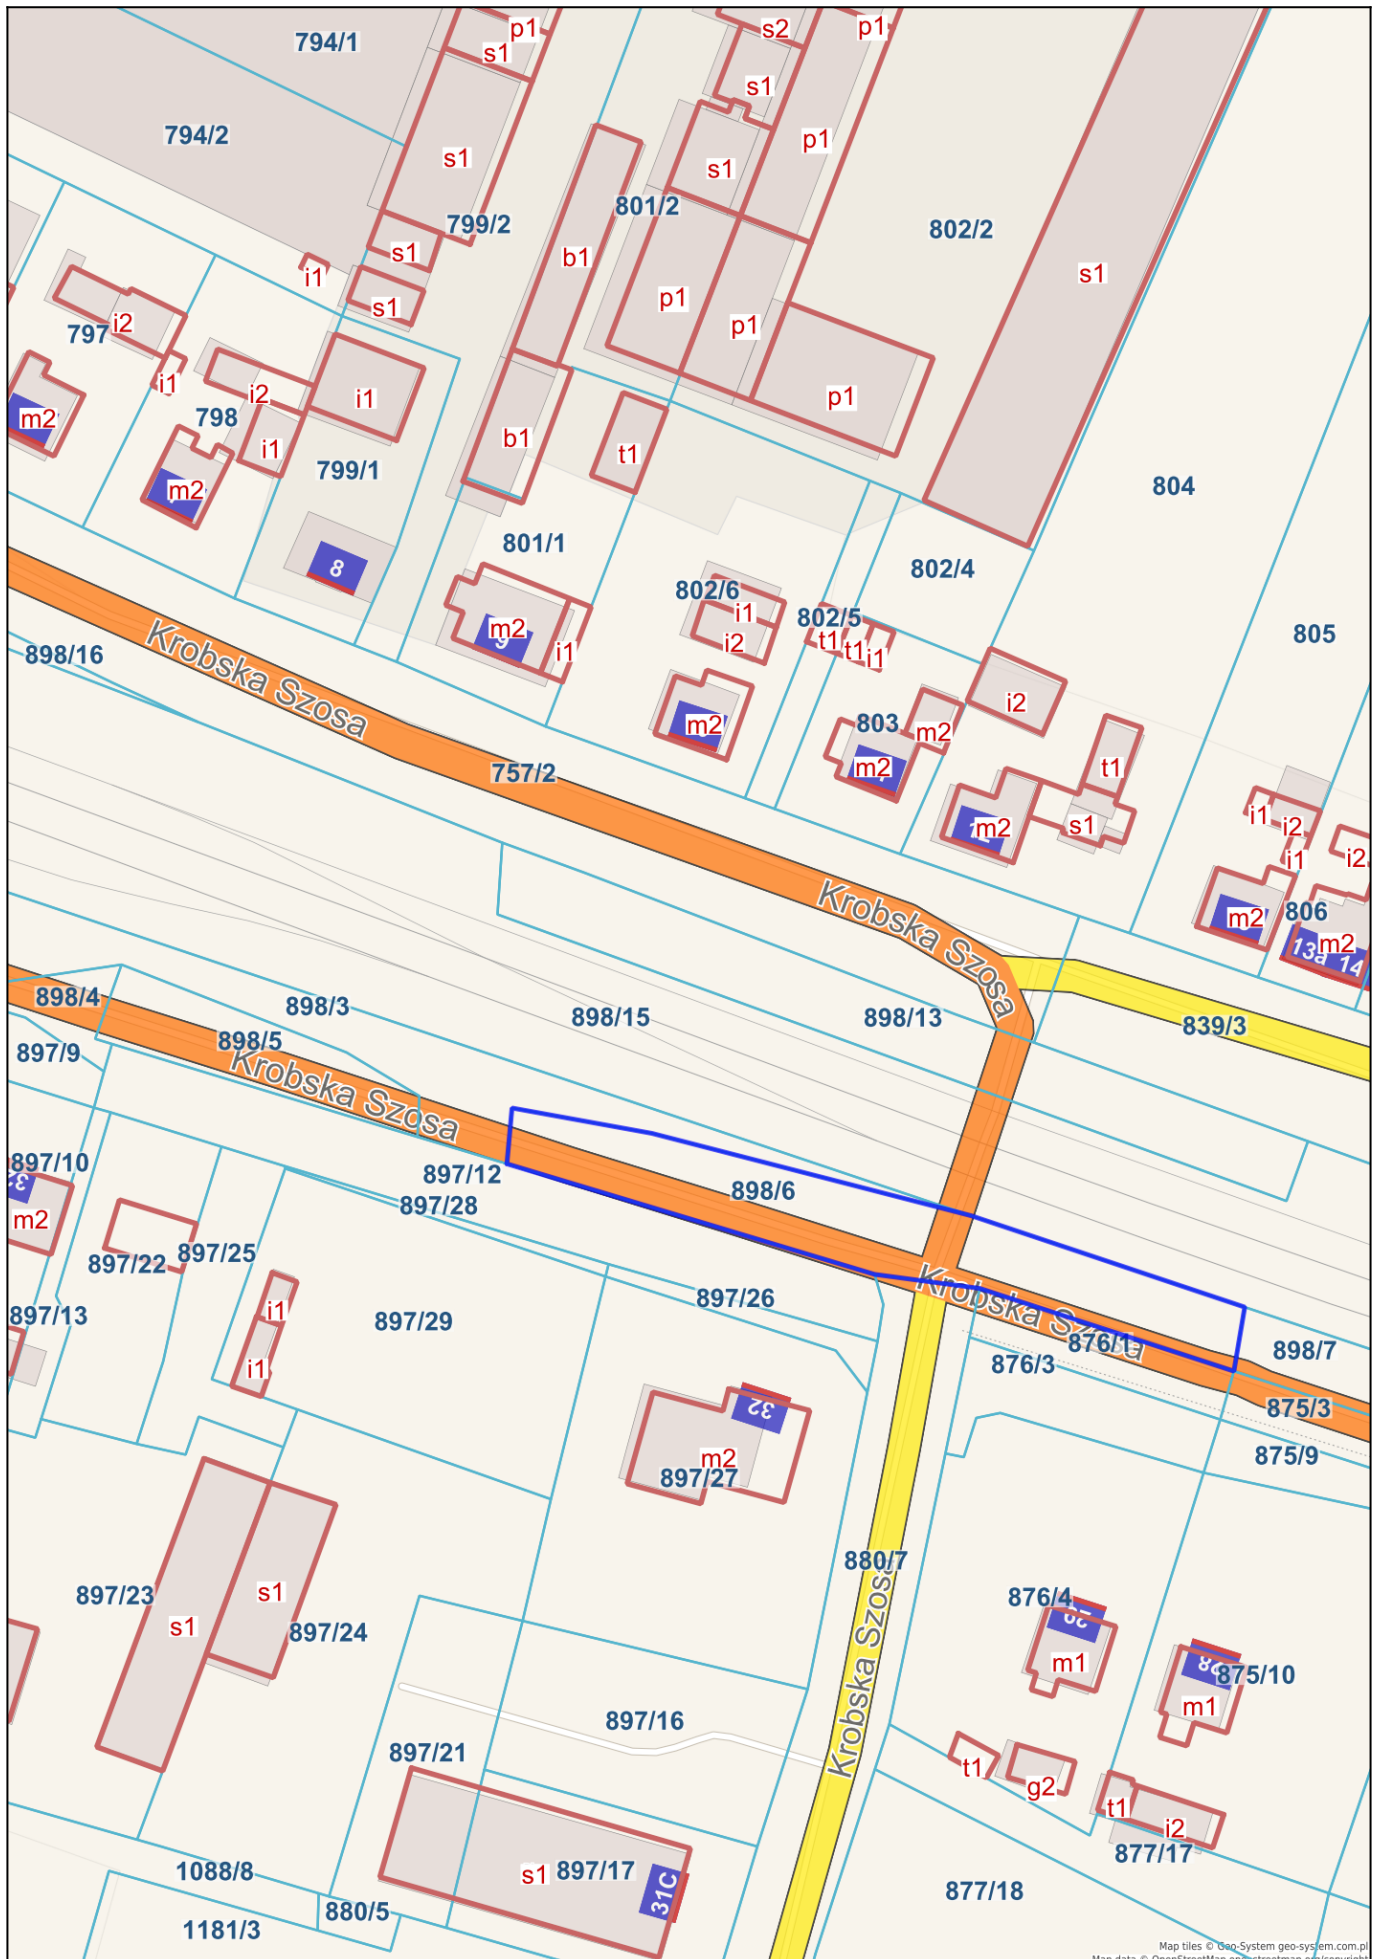 p1
s2
p1
794/1
s1
s1
794/2
p1
s1
s1
801/2
799/2
802/2
s1
b1
i1
s1
s1
p1
i2
797
p1
i1
i2
i1
p1
m2
798
b1
i1
t1
799/1
m2
804
801/1
8
802/4
802/6
i1
802/5
m2
9
i2
t1
t1
i1
805
898/16
i1
Krobska Szosa
i2
m2
803
m2
m2
t1
757/2
i1
i2
s1
m2
i1
i2
Krobska Szosa
m2
806
m2
13a
14
898/4
898/3
898/15
898/13
839/3
898/5
897/9
Krobska Szosa
897/10
897/12
898/6
897/28
m2
897/25
897/22
897/26
i1
897/13
897/29
Krobska Szosa
876/1
876/3
898/7
i1
32
875/3
m2
897/27
875/9
880/7
897/23
s1
876/4
s1
897/24
m1
875/10
m1
Krobska Szosa
897/16
897/21
t1
g2
t1
i2
877/17
1088/8
s1
897/17
31C
877/18
880/5
1181/3
Map tiles © Geo-System geo-system.com.pl